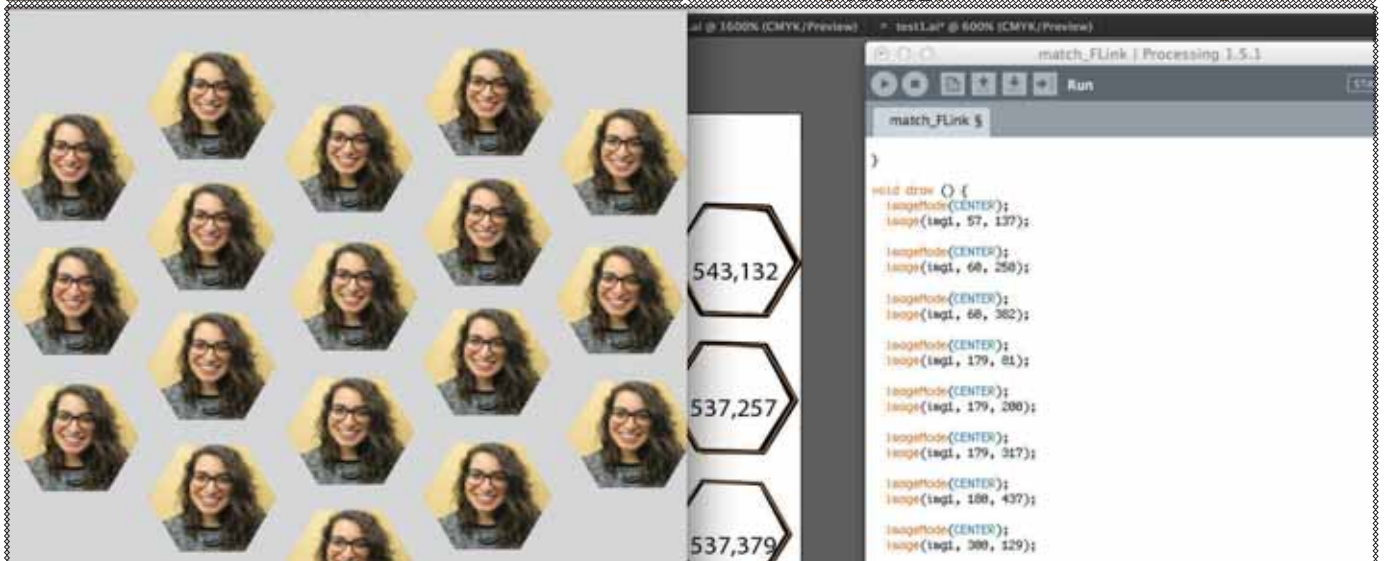 .ai @ 1600% (CMYK/Preview)
× test1.ai* @ 600% (CMYK/Preview)
match_FLink | Processing 1.5.1
Run
match_FLink §
543,132
537,257
537,379
}
void draw () {
imageMode(CENTER);
image(img1, 57, 137);
imageMode(CENTER);
image(img1, 60, 258);
imageMode(CENTER);
image(img1, 60, 382);
imageMode(CENTER);
image(img1, 179, 81);
imageMode(CENTER);
image(img1, 179, 200);
imageMode(CENTER);
image(img1, 179, 317);
imageMode(CENTER);
image(img1, 180, 437);
imageMode(CENTER);
image(img1, 300, 129);